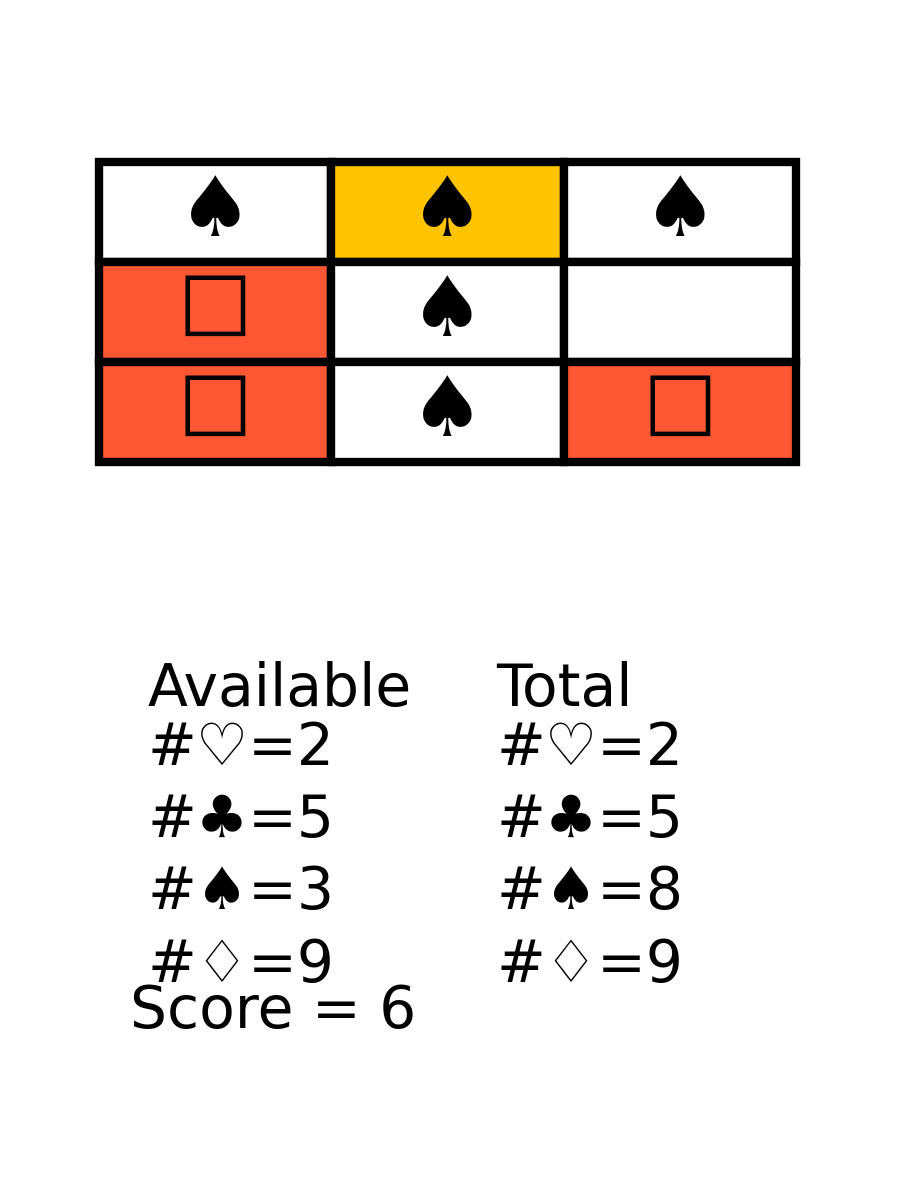 ♠ ♠ ♠
□ ♠
□ ♠ □
Available Total
#♡=2 #♡=2
#♣=5 #♣=5
#♠=3 #♠=8
#♢=9 #♢=9
Score = 6